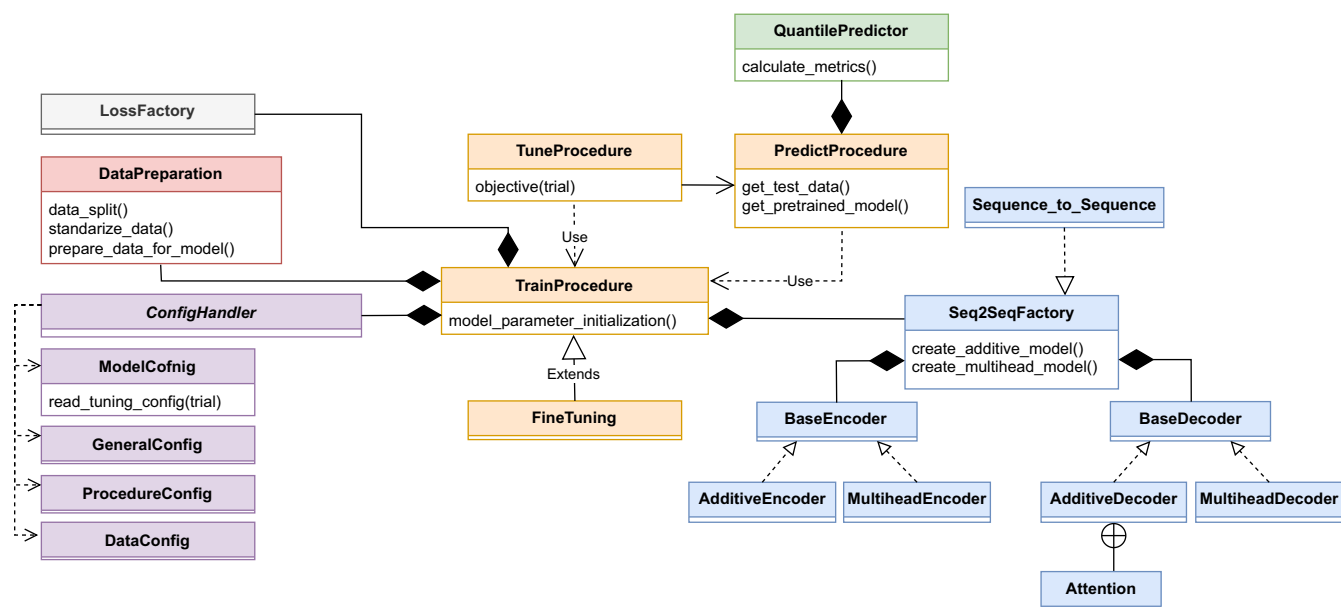 QuantilePredictor
calculate_metrics()
LossFactory
TuneProcedure
objective(trial)
PredictProcedure
get_test_data()
get_pretrained_model()
DataPreparation
data_split()
standarize_data()
prepare_data_for_model()
Sequence_to_Sequence
Use
Use
TrainProcedure
model_parameter_initialization()
ConfigHandler
Seq2SeqFactory
create_additive_model()
create_multihead_model()
ModelCofnig
read_tuning_config(trial)
Extends
FineTuning
BaseEncoder
BaseDecoder
GeneralConfig
ProcedureConfig
DataConfig
AdditiveEncoder
MultiheadEncoder
AdditiveDecoder
MultiheadDecoder
Attention